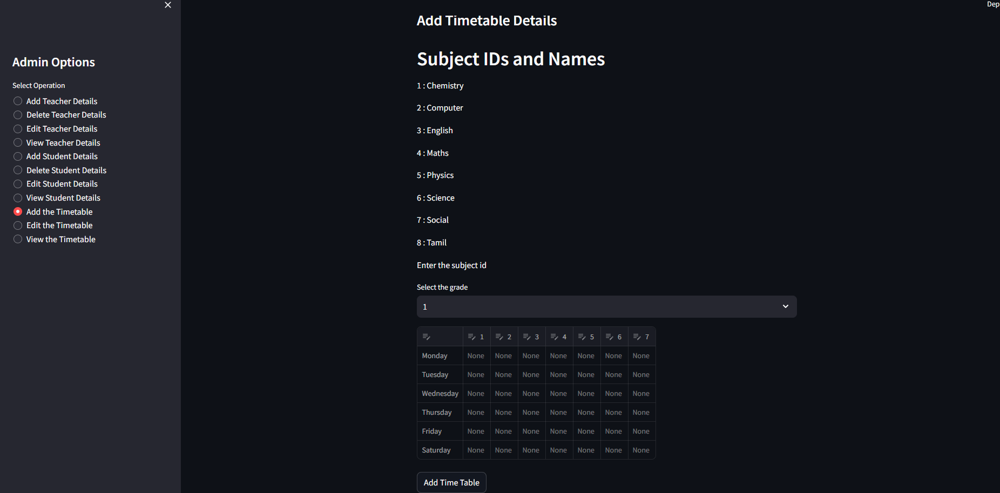 Dep
Admin Options
Select Operation
Add Teacher Details
Delete Teacher Details
Edit Teacher Details
View Teacher Details
Add Student Details
Delete Student Details
Edit Student Details
View Student Details
Add the Timetable
Edit the Timetable
View the Timetable
Add Timetable Details
Subject IDs and Names
1 : Chemistry
2 : Computer
3 : English
4 : Maths
5 : Physics
6 : Science
7 : Social
8 : Tamil
Enter the subject id
Select the grade
1
1 2 3 4 5 6 7
Monday None None None None None None None
Tuesday None None None None None None None
Wednesday None None None None None None None
Thursday None None None None None None None
Friday None None None None None None None
Saturday None None None None None None None
Add Time Table